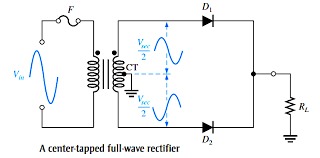 F
D1
Vsec
2
Vin
CT
Vsec
2
RL
D2
A center-tapped full-wave rectifier